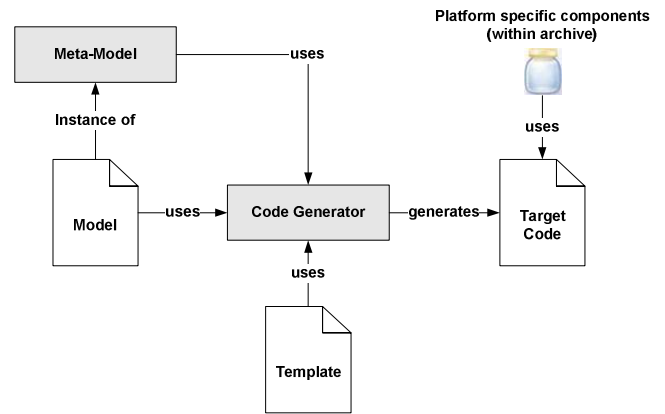 Platform specific components
(within archive)
Meta-Model
uses
Instance of
uses
Model
uses
Code Generator
generates
Target
Code
uses
Template